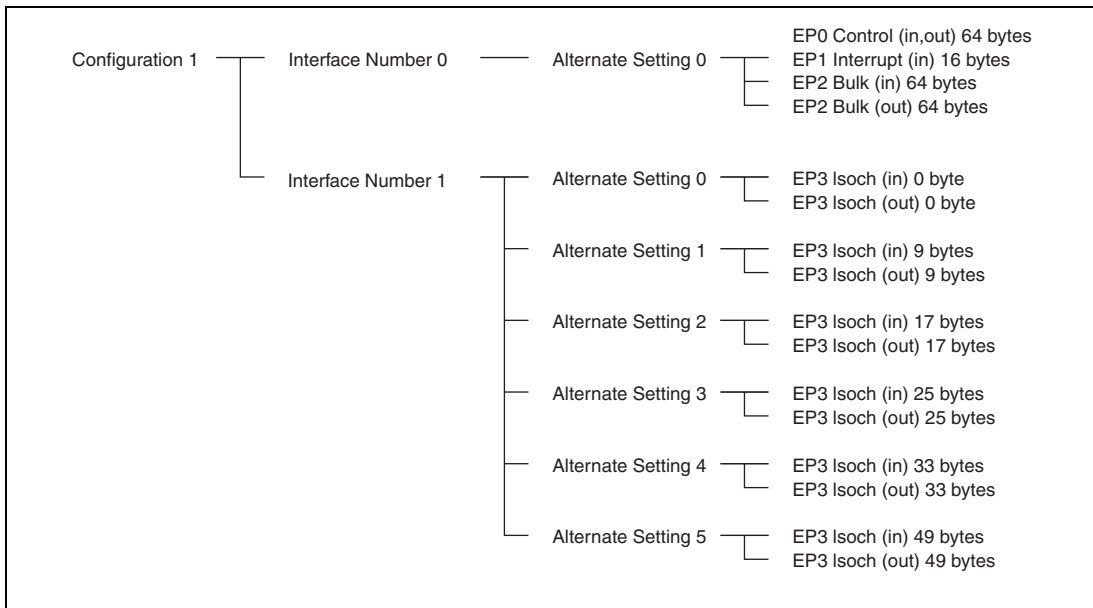 EP0 Control (in,out) 64 bytes
Configuration 1 Interface Number 0 Alternate Setting 0 EP1 Interrupt (in) 16 bytes
EP2 Bulk (in) 64 bytes
EP2 Bulk (out) 64 bytes
Interface Number 1 Alternate Setting 0 EP3 Isoch (in) 0 byte
EP3 Isoch (out) 0 byte
Alternate Setting 1 EP3 Isoch (in) 9 bytes
EP3 Isoch (out) 9 bytes
Alternate Setting 2 EP3 Isoch (in) 17 bytes
EP3 Isoch (out) 17 bytes
Alternate Setting 3 EP3 Isoch (in) 25 bytes
EP3 Isoch (out) 25 bytes
Alternate Setting 4 EP3 Isoch (in) 33 bytes
EP3 Isoch (out) 33 bytes
Alternate Setting 5 EP3 Isoch (in) 49 bytes
EP3 Isoch (out) 49 bytes